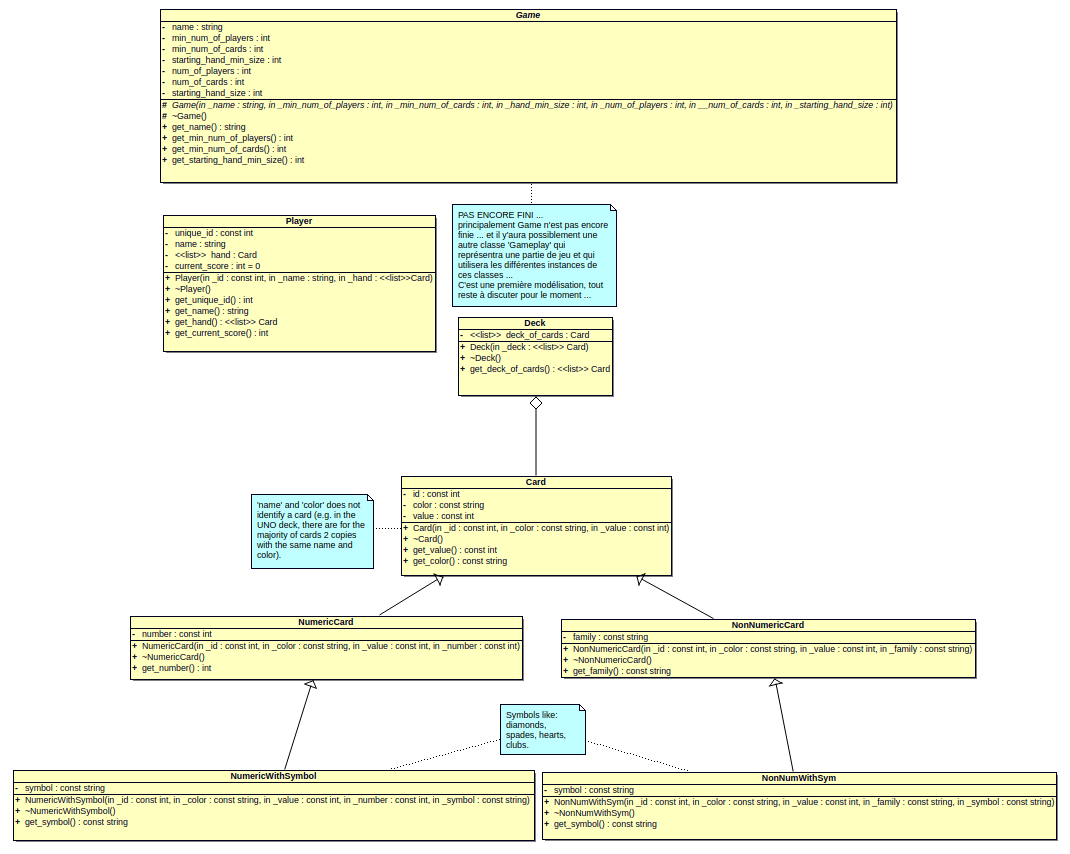 Game
- name : string
- min_num_of_players : int
- min_num_of_cards : int
- starting_hand_min_size : int
- num_of_players : int
- num_of_cards : int
- starting_hand_size : int
# Game(in _name : string, in _min_num_of_players : int, in _min_num_of_cards : int, in _hand_min_size : int, in _num_of_players : int, in __num_of_cards : int, in _starting_hand_size : int)
# ~Game()
+ get_name() : string
+ get_min_num_of_players() : int
+ get_min_num_of_cards() : int
+ get_starting_hand_min_size() : int
PAS ENCORE FINI ...
principalement Game n'est pas encore
finie ... et il y'aura possiblement une
autre classe 'Gameplay' qui
représentra une partie de jeu et qui
utilisera les différentes instances de
ces classes ...
C'est une première modélisation, tout
reste à discuter pour le moment ...
Player
- unique_id : const int
- name : string
- <<list>> hand : Card
- current_score : int = 0
+ Player(in _id : const int, in _name : string, in _hand : <<list>>Card)
+ ~Player()
+ get_unique_id() : int
+ get_name() : string
+ get_hand() : <<list>> Card
+ get_current_score() : int
Deck
- <<list>> deck_of_cards : Card
+ Deck(in _deck : <<list>> Card)
+ ~Deck()
+ get_deck_of_cards() : <<list>> Card
Card
- id : const int
- color : const string
- value : const int
+ Card(in _id : const int, in _color : const string, in _value : const int)
+ ~Card()
+ get_value() : const int
+ get_color() : const string
'name' and 'color' does not
identify a card (e.g. in the
UNO deck, there are for the
majority of cards 2 copies
with the same name and
color).
NumericCard
- number : const int
+ NumericCard(in _id : const int, in _color : const string, in _value : const int, in _number : const int)
+ ~NumericCard()
+ get_number() : int
NonNumericCard
- family : const string
+ NonNumericCard(in _id : const int, in _color : const string, in _value : const int, in _family : const string)
+ ~NonNumericCard()
+ get_family() : const string
Symbols like:
diamonds,
spades, hearts,
clubs.
NumericWithSymbol
- symbol : const string
+ NumericWithSymbol(in _id : const int, in _color : const string, in _value : const int, in _number : const int, in _symbol : const string)
+ ~NumericWithSymbol()
+ get_symbol() : const string
NonNumWithSym
- symbol : const string
+ NonNumWithSym(in _id : const int, in _color : const string, in _value : const int, in _family : const string, in _symbol : const string)
+ ~NonNumWithSym()
+ get_symbol() : const string